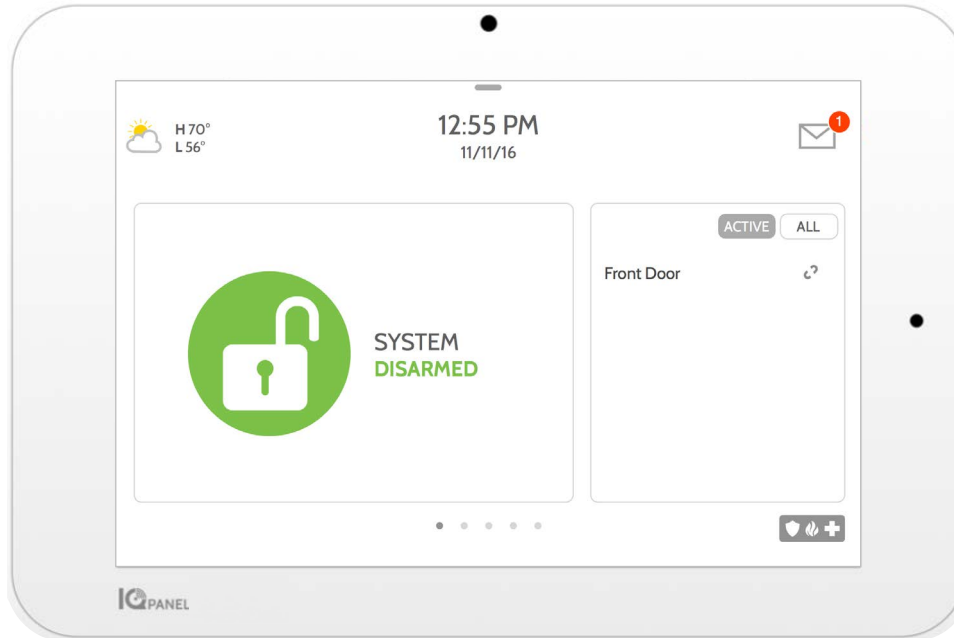 H 70°
L 56°
12:55 PM
11/11/16
1
SYSTEM
DISARMED
ACTIVE
ALL
Front Door
IQ PANEL